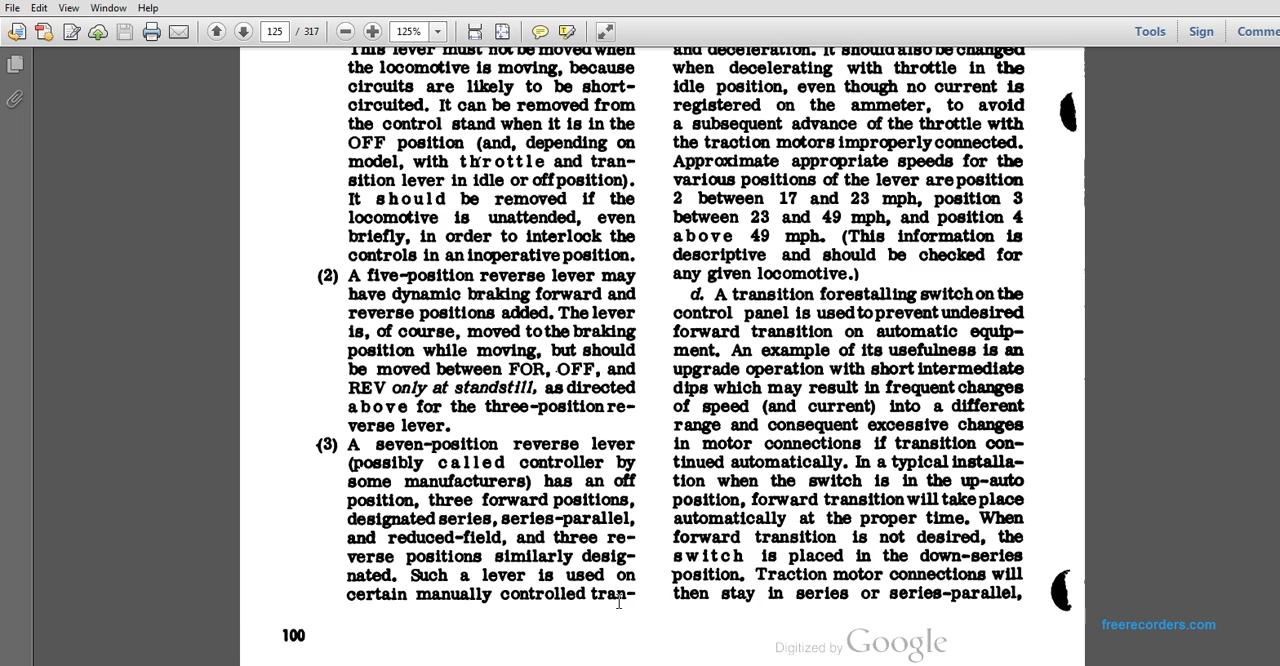 File Edit View Window Help
125 / 317 125% Tools Sign Comme
This lever must not be moved when
the locomotive is moving, because
circuits are likely to be short-
circuited. It can be removed from
the control stand when it is in the
OFF position (and, depending on
model, with throttle and tran-
sition lever in idle or off position).
It should be removed if the
locomotive is unattended, even
briefly, in order to interlock the
controls in an inoperative position.
(2) A five-position reverse lever may
have dynamic braking forward and
reverse positions added. The lever
is, of course, moved to the braking
position while moving, but should
be moved between FOR, OFF, and
REV only at standstill, as directed
above for the three-position re-
verse lever.
(3) A seven-position reverse lever
(possibly called controller by
some manufacturers) has an off
position, three forward positions,
designated series, series-parallel,
and reduced-field, and three re-
verse positions similarly desig-
nated. Such a lever is used on
certain manually controlled tran-
and deceleration. It should also be changed
when decelerating with throttle in the
idle position, even though no current is
registered on the ammeter, to avoid
a subsequent advance of the throttle with
the traction motors improperly connected.
Approximate appropriate speeds for the
various positions of the lever are position
2 between 17 and 23 mph, position 3
between 23 and 49 mph, and position 4
above 49 mph. (This information is
descriptive and should be checked for
any given locomotive.)
d. A transition forestalling switch on the
control panel is used to prevent undesired
forward transition on automatic equip-
ment. An example of its usefulness is an
upgrade operation with short intermediate
dips which may result in frequent changes
of speed (and current) into a different
range and consequent excessive changes
in motor connections if transition con-
tinued automatically. In a typical installa-
tion when the switch is in the up-auto
position, forward transition will take place
automatically at the proper time. When
forward transition is not desired, the
switch is placed in the down-series
position. Traction motor connections will
then stay in series or series-parallel,
100
Digitized by Google
freerecorders.com